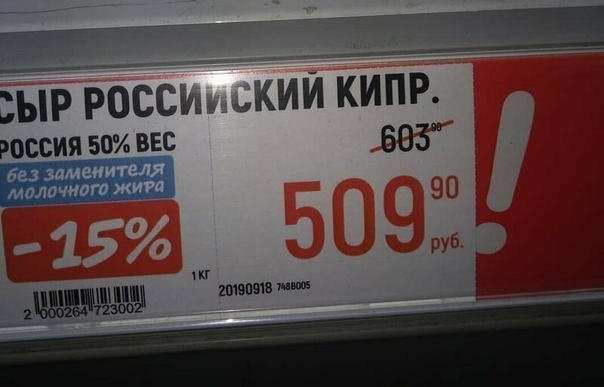 СЫР РОССИЙСКИЙ КИПР.
РОССИЯ 50% ВЕС
603 90
без заменителя
молочного жира
-15%
509 90
руб.
!
1 КГ
20190918 748B005
2 000264 723002